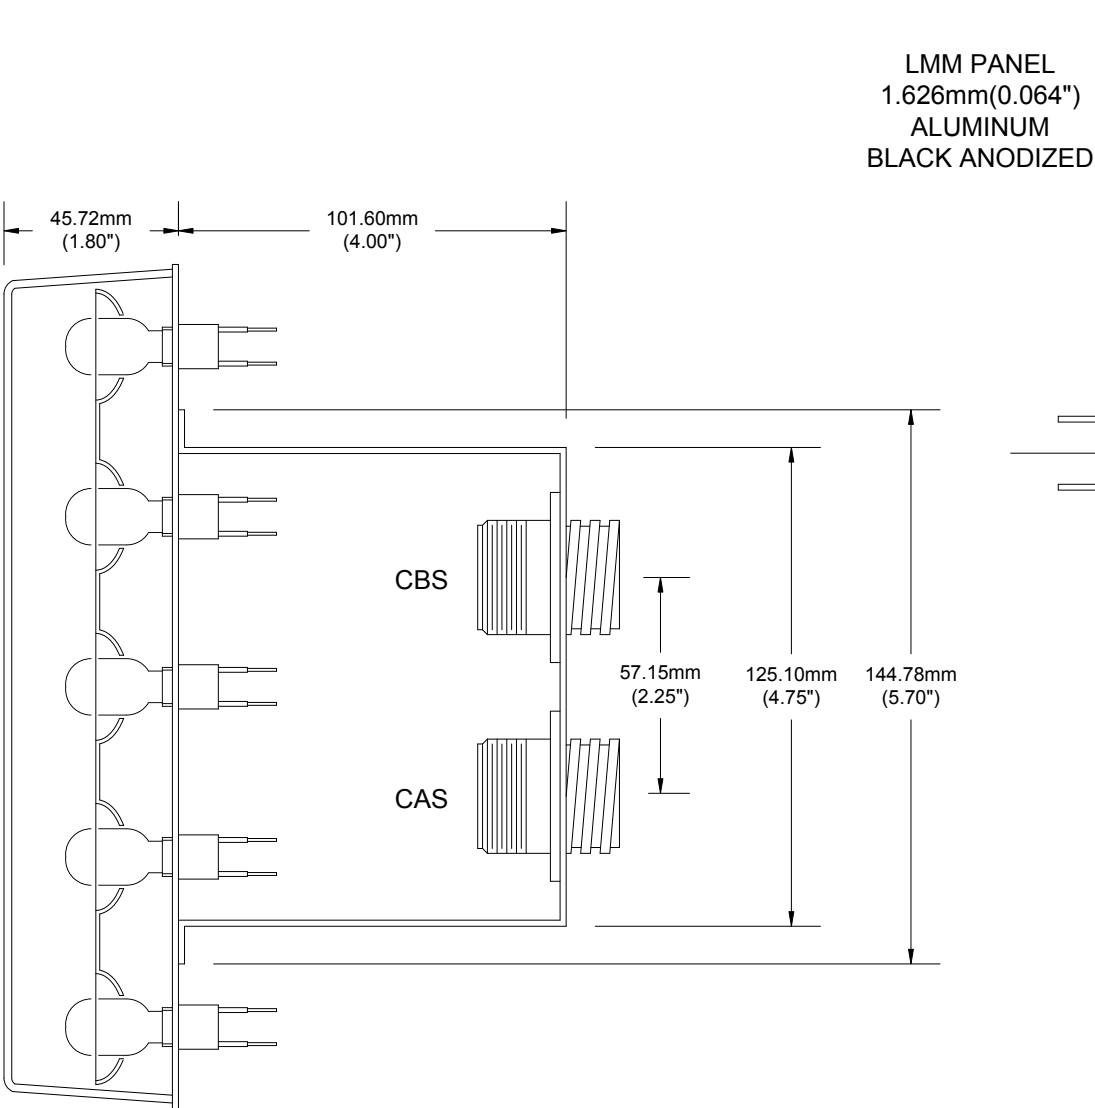 LMM PANEL
1.626mm(0.064")
ALUMINUM
BLACK ANODIZED
45.72mm
(1.80")
101.60mm
(4.00")
CBS
57.15mm
(2.25")
125.10mm
(4.75")
144.78mm
(5.70")
CAS